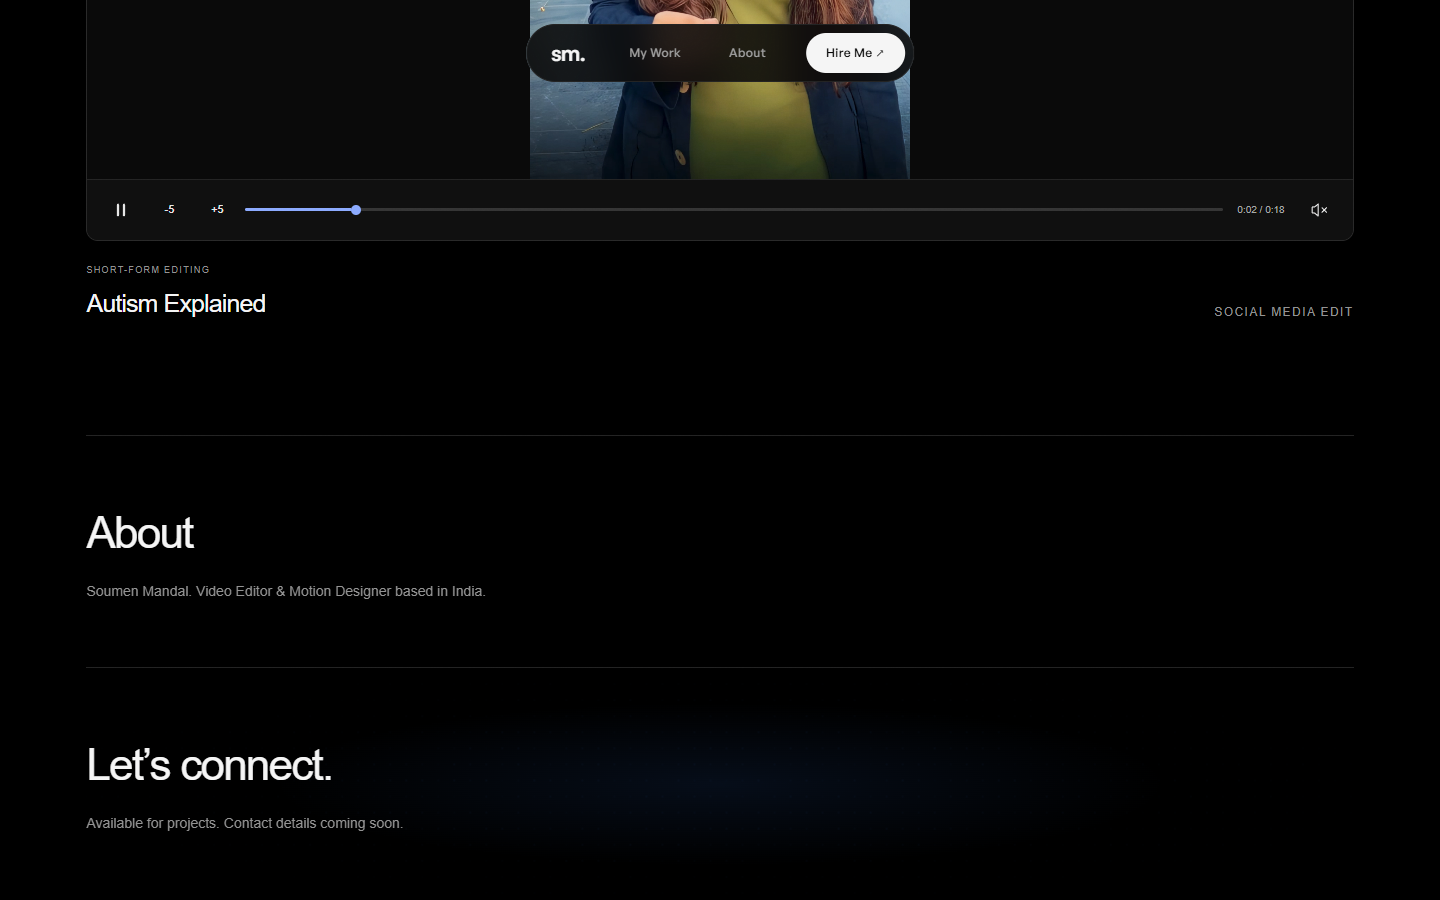 sm.
My Work
About
Hire Me ↗
-5
+5
0:02 / 0:18
SHORT-FORM EDITING
Autism Explained
SOCIAL MEDIA EDIT
About
Soumen Mandal. Video Editor & Motion Designer based in India.
Let’s connect.
Available for projects. Contact details coming soon.